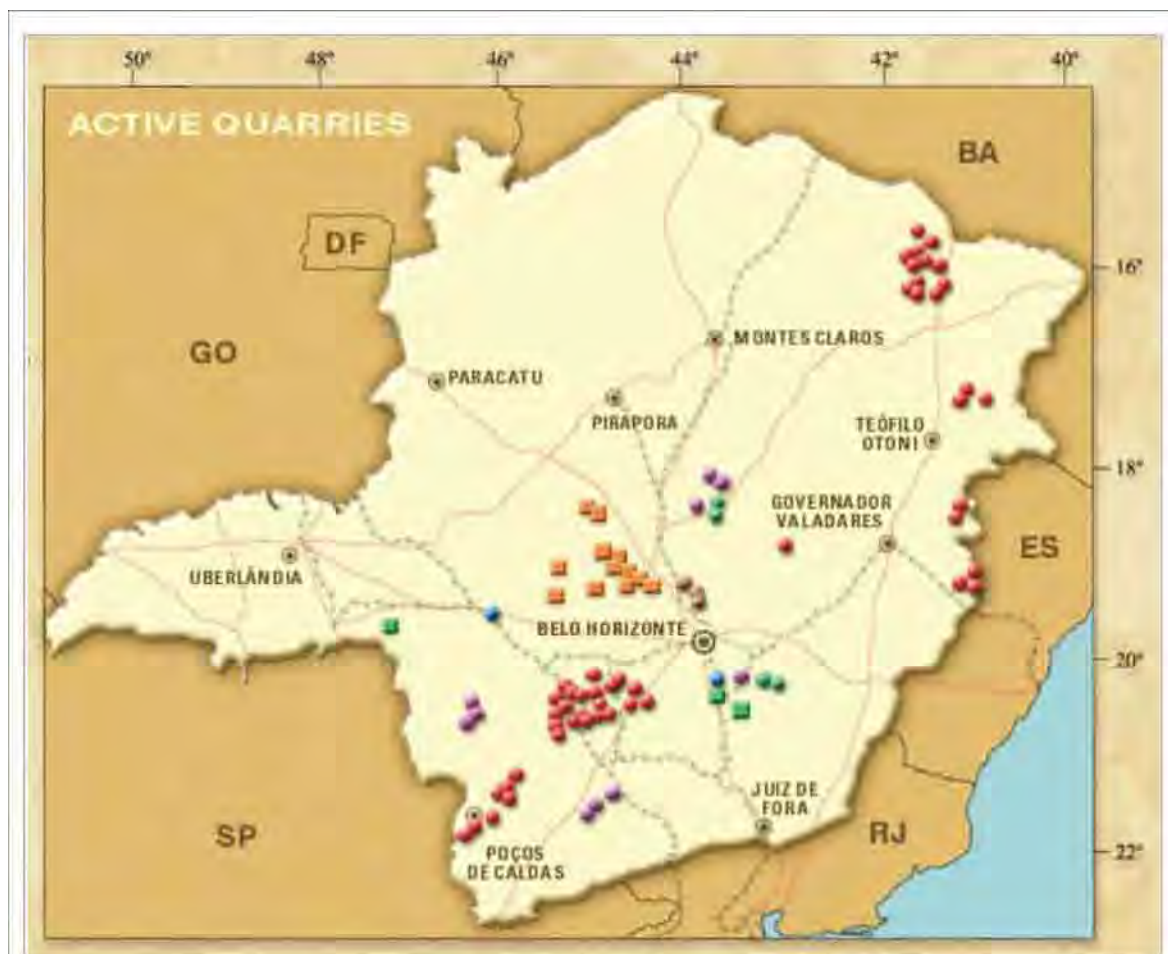 50° 48° 46° 44° 42° 40°
ACTIVE QUARRIES
BA
DF
16°
GO
MONTES CLAROS
PARACATU
PIRAPORA
TEÓFILO
OTONI
18°
GOVERNADOR
VALADARES
ES
UBERLÂNDIA
BELO HORIZONTE
20°
JUIZ DE
FORA
SP
RJ
POÇOS
DE CALDAS
22°